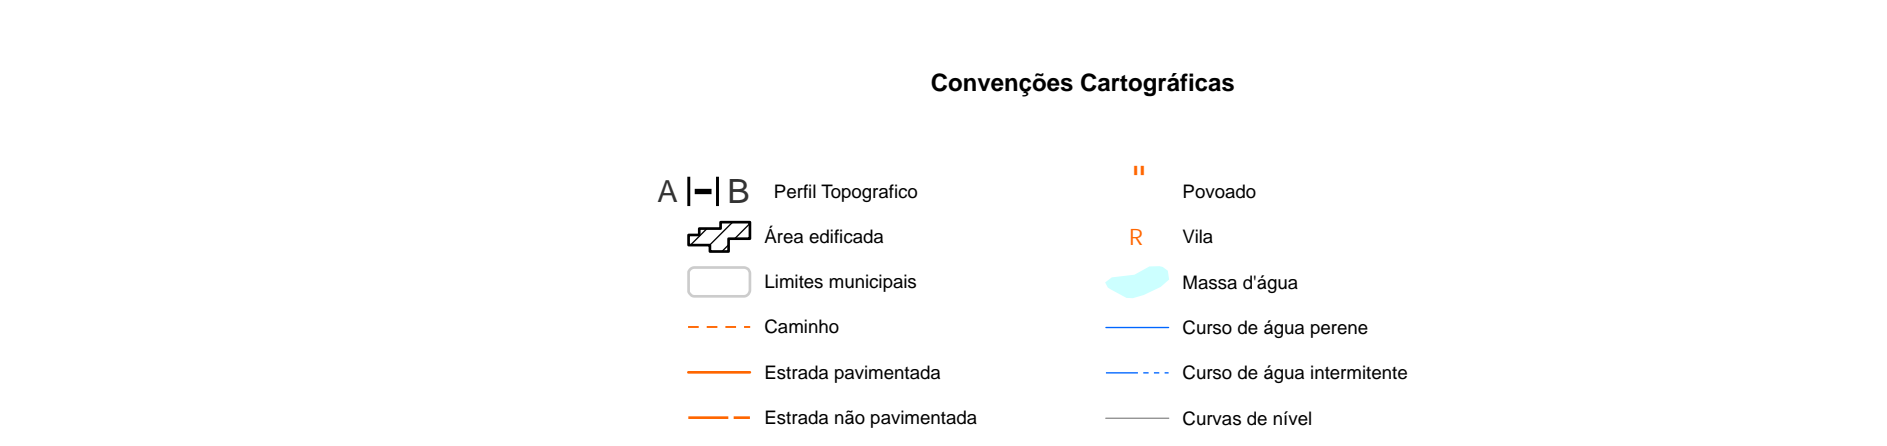 Convenções Cartográficas
A B Perfil Topografico
Área edificada
Limites municipais
Caminho
Estrada pavimentada
Estrada não pavimentada
" Povoado
R Vila
Massa d'água
Curso de água perene
Curso de água intermitente
Curvas de nível